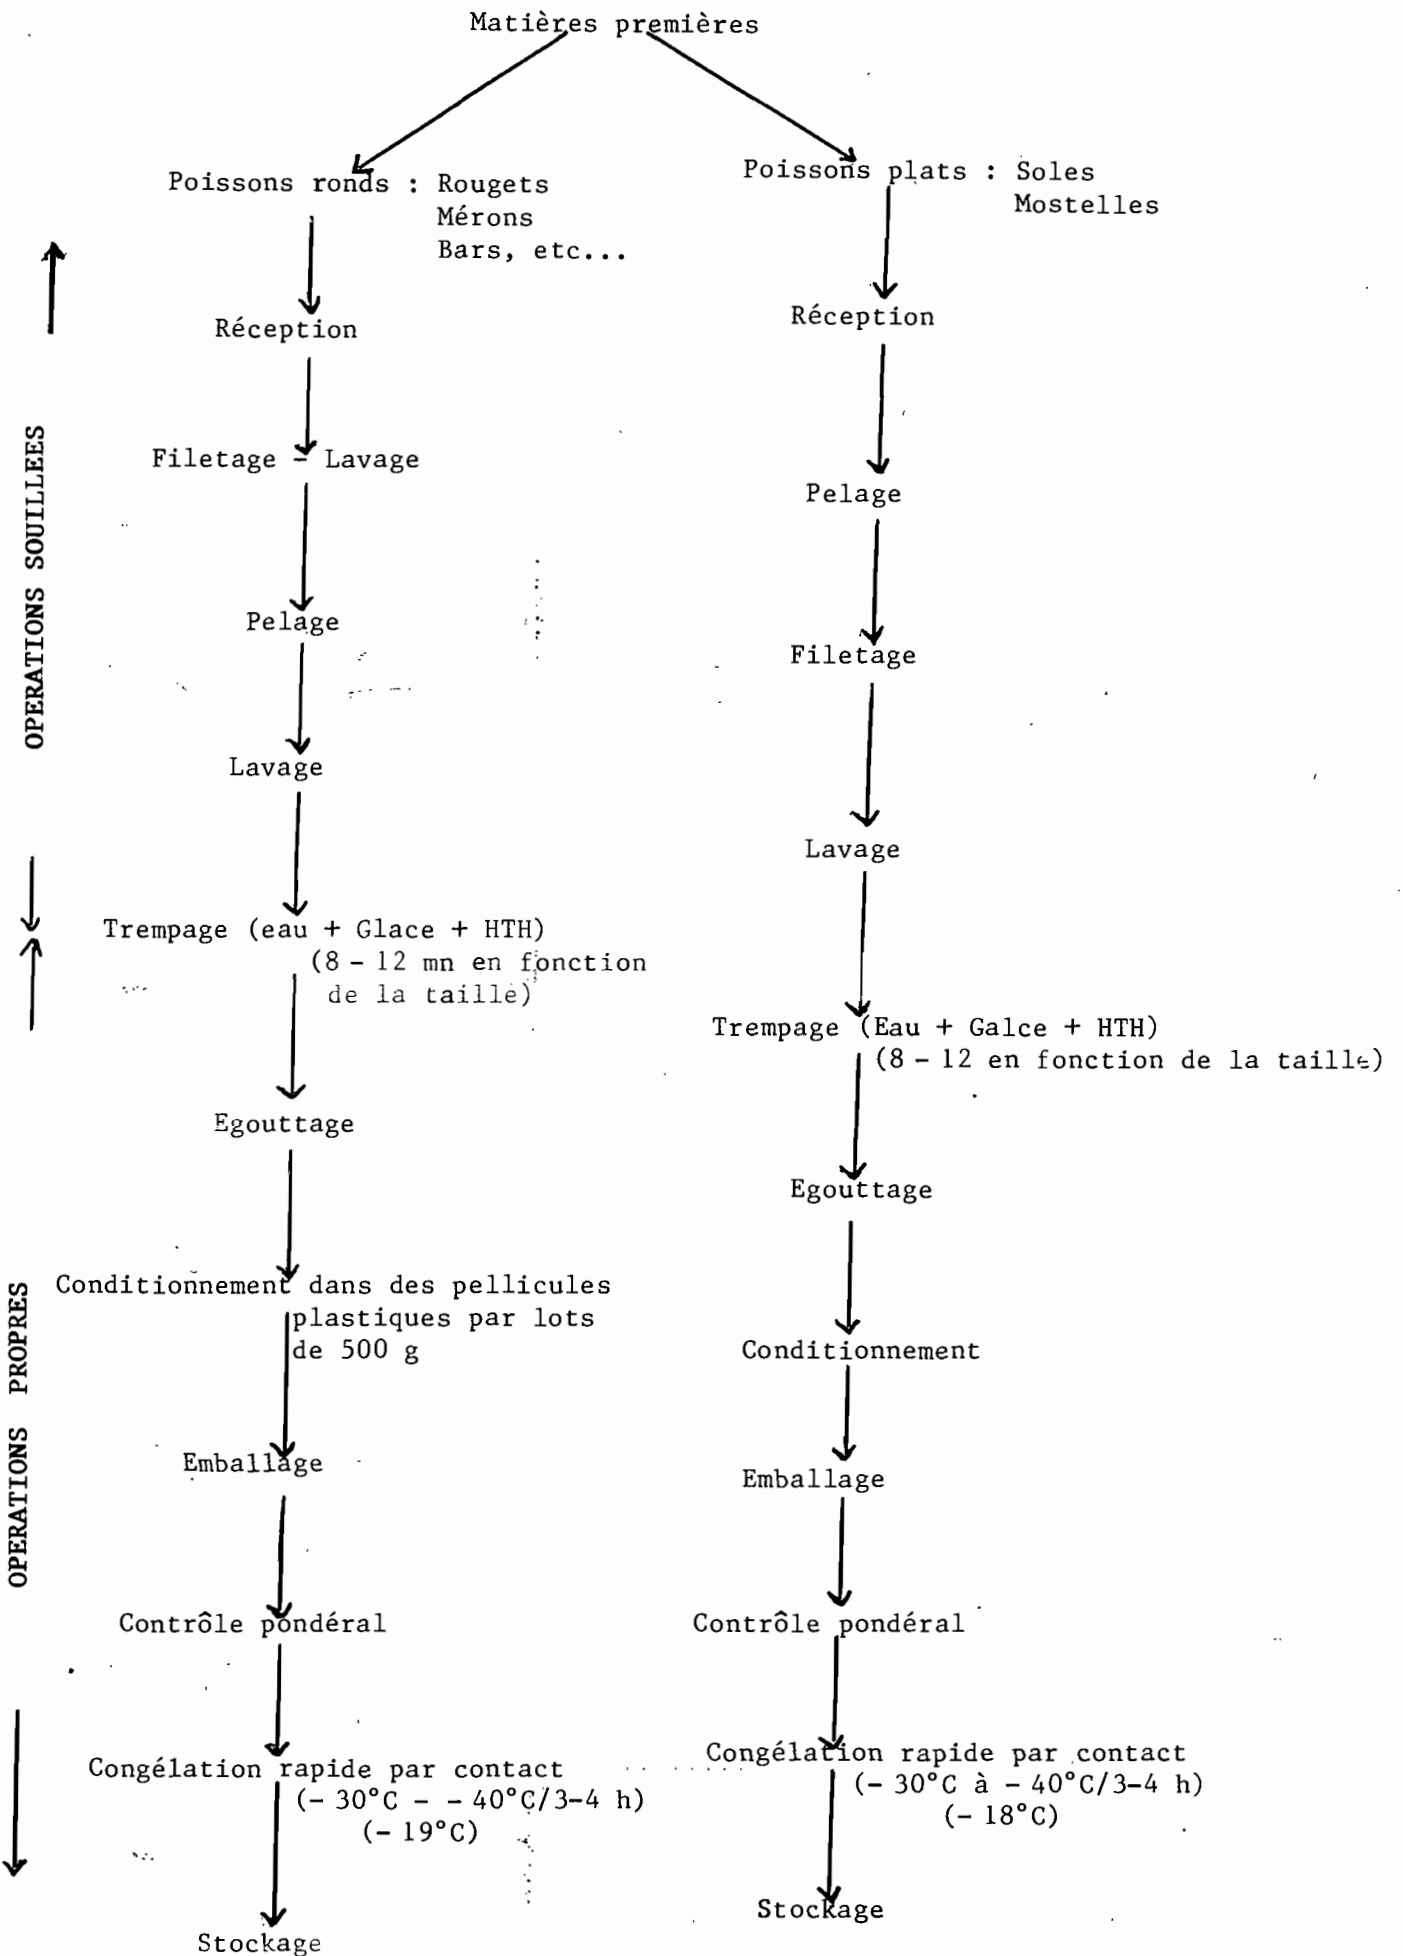 Matières premières
Poissons ronds : Rougets
Mérons
Bars, etc...
Réception
Filetage - Lavage
Pelage
Lavage
Trempage (eau + Glace + HTH)
(8 - 12 mn en fonction
de la taille)
Egouttage
Conditionnement dans des pellicules
plastiques par lots
de 500 g
Emballage
Contrôle pondéral
Congélation rapide par contact
(- 30°C - - 40°C/3-4 h)
(- 19°C)
Stockage
Poissons plats : Soles
Mostelles
Réception
Pelage
Filetage
Lavage
Trempage (Eau + Galce + HTH)
(8 - 12 en fonction de la taille)
Egouttage
Conditionnement
Emballage
Contrôle pondéral
Congélation rapide par contact
(- 30°C à - 40°C/3-4 h)
(- 18°C)
Stockage
OPERATIONS SOUILLEES
OPERATIONS PROPRES